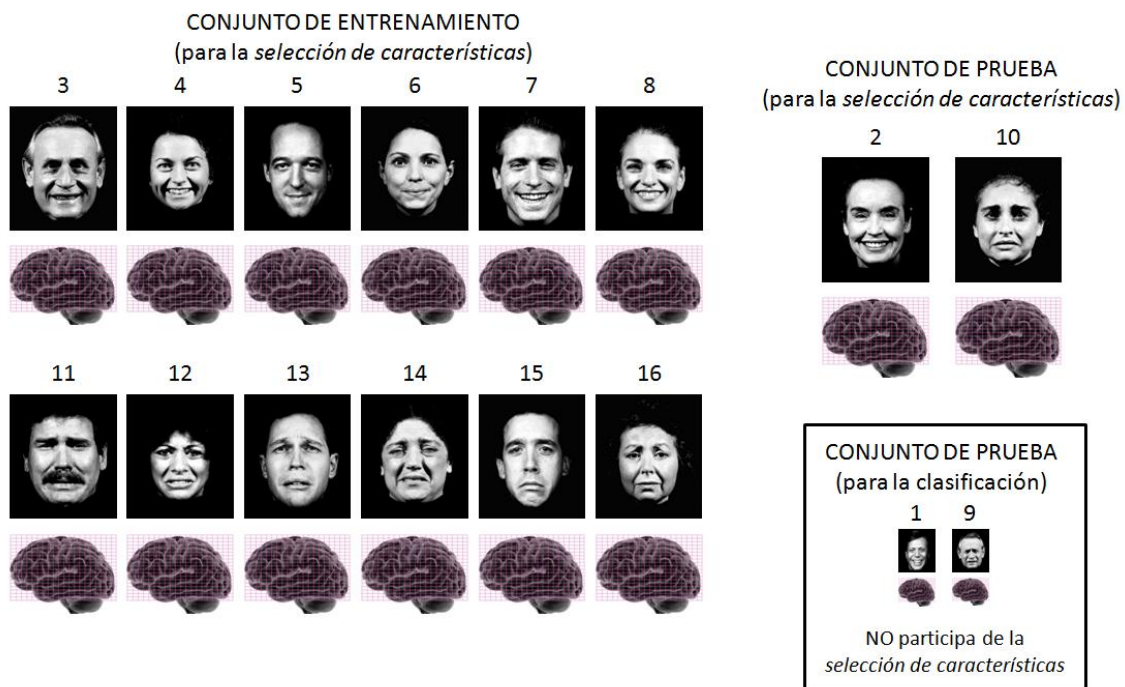 CONJUNTO DE ENTRENAMIENTO
(para la selección de características)
3 4 5 6 7 8
11 12 13 14 15 16
CONJUNTO DE PRUEBA
(para la selección de características)
2 10
CONJUNTO DE PRUEBA
(para la clasificación)
1 9
NO participa de la
selección de características